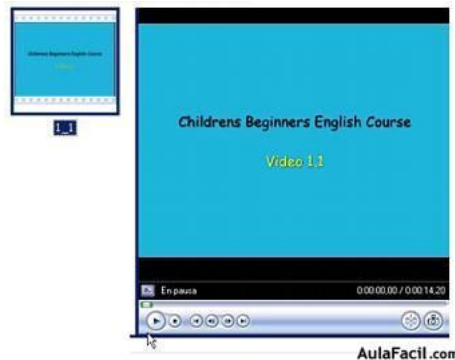 Childrens Beginners English Course
1_1
Childrens Beginners English Course
Video 1,1
En pausa
0:00:00,00 / 0:00:14,20
AulaFacil.com